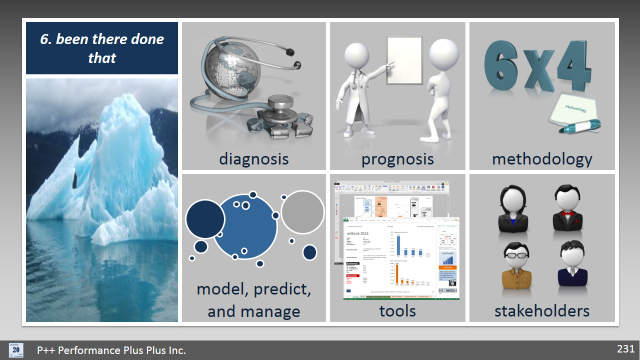 6. been there done
that
diagnosis
prognosis
6x4
methodology
model, predict,
and manage
tools
stakeholders
P++ Performance Plus Plus Inc.
231